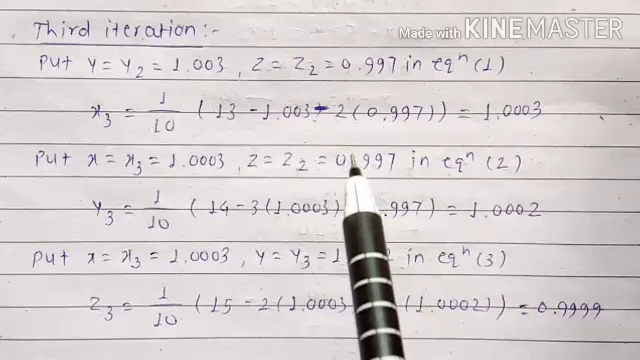 Made with KINEMASTER
Third iteration :-
Put y = y₂ = 1.003 , z = z₂ = 0.997 in eqⁿ (1)
x₃ = 1/10 (13 - 1.003 - 2(0.997)) = 1.0003
Put x = x₃ = 1.0003 , z = z₂ = 0.997 in eqⁿ (2)
y₃ = 1/10 (14 - 3(1.0003) .997) = 1.0002
Put x = x₃ = 1.0003 , y = y₃ = 1 2 in eqⁿ (3)
z₃ = 1/10 (15 - 2(1.0003 (1.0002)) = 0.9999